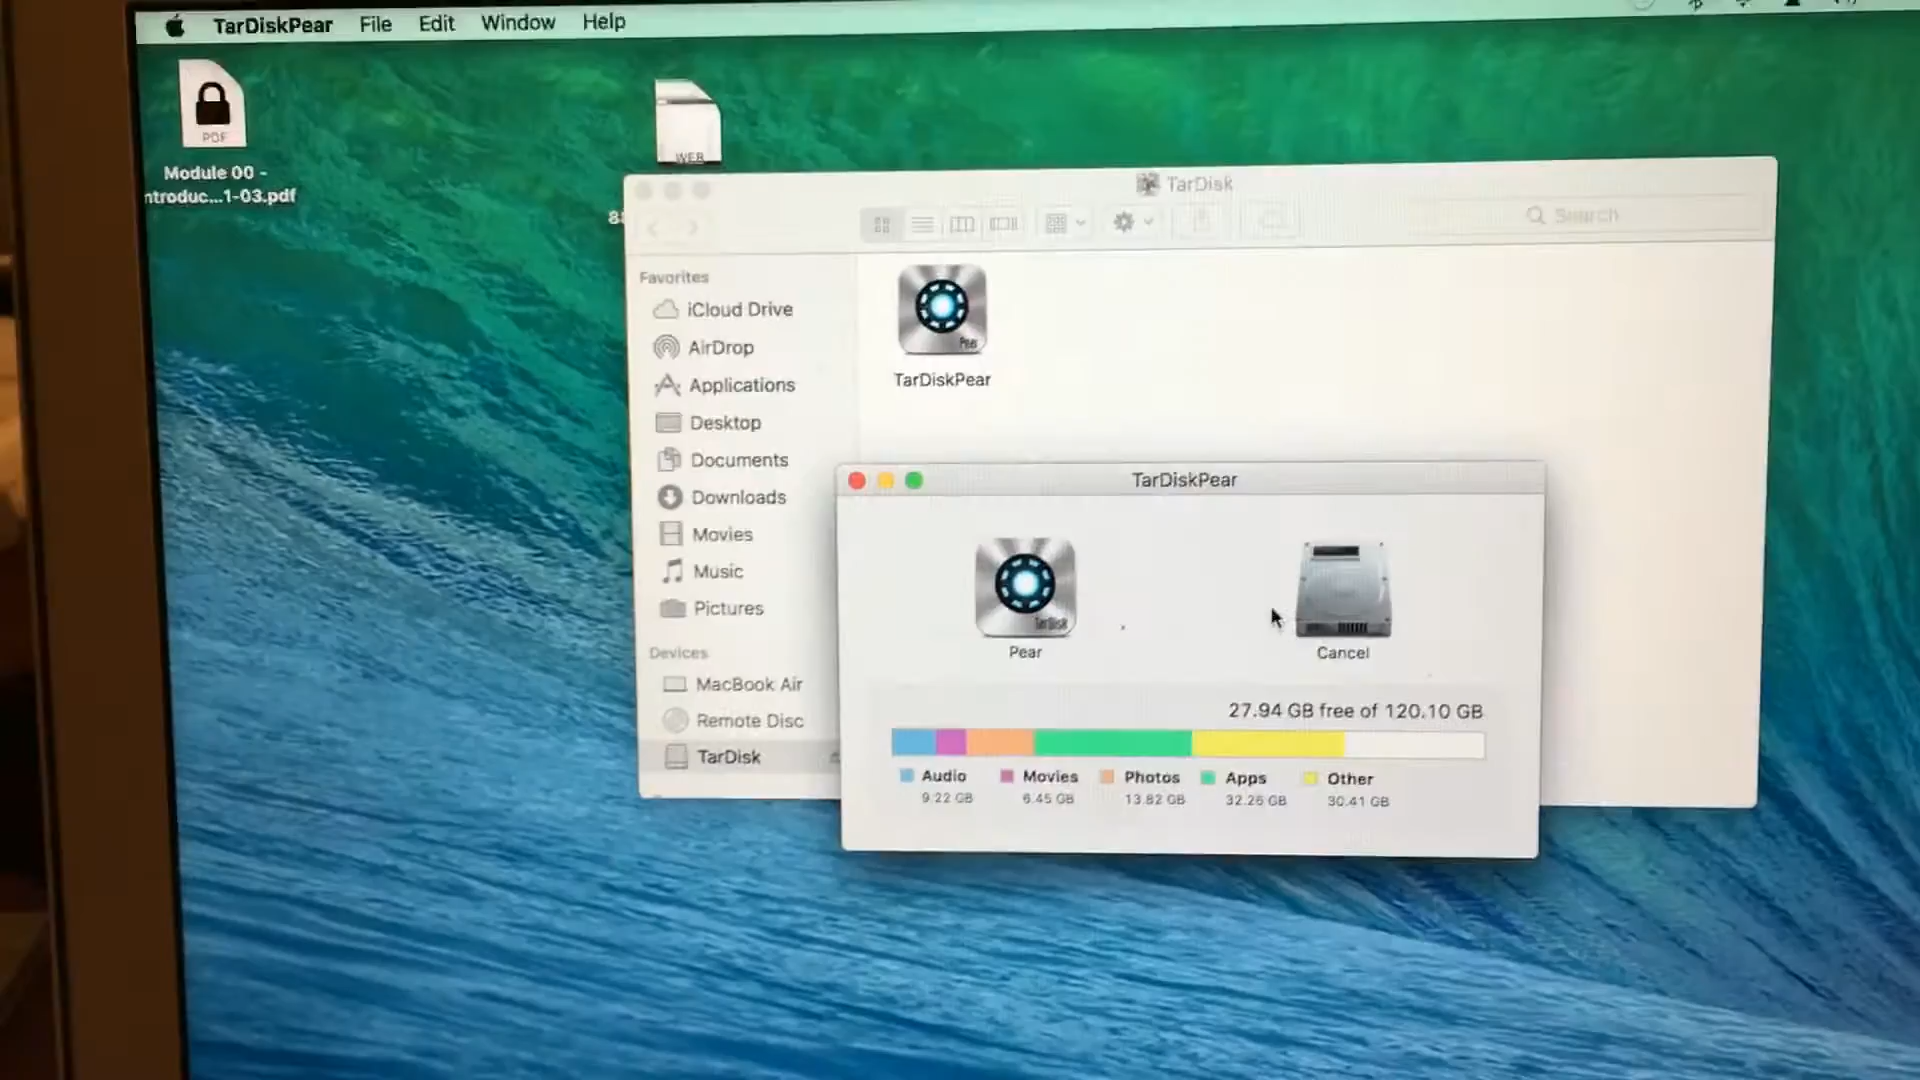 TarDiskPear File Edit Window Help
PDF
Module 00 -
ntroduc...1-03.pdf
WEB
TarDisk
Search
Favorites
iCloud Drive
AirDrop
Applications
Desktop
Documents
Downloads
Movies
Music
Pictures
Devices
MacBook Air
Remote Disc
TarDisk
Pear
TarDiskPear
TarDiskPear
TarDisk
Pear
Cancel
27.94 GB free of 120.10 GB
Audio Movies Photos Apps Other
9.22 GB 6.45 GB 13.82 GB 32.26 GB 30.41 GB